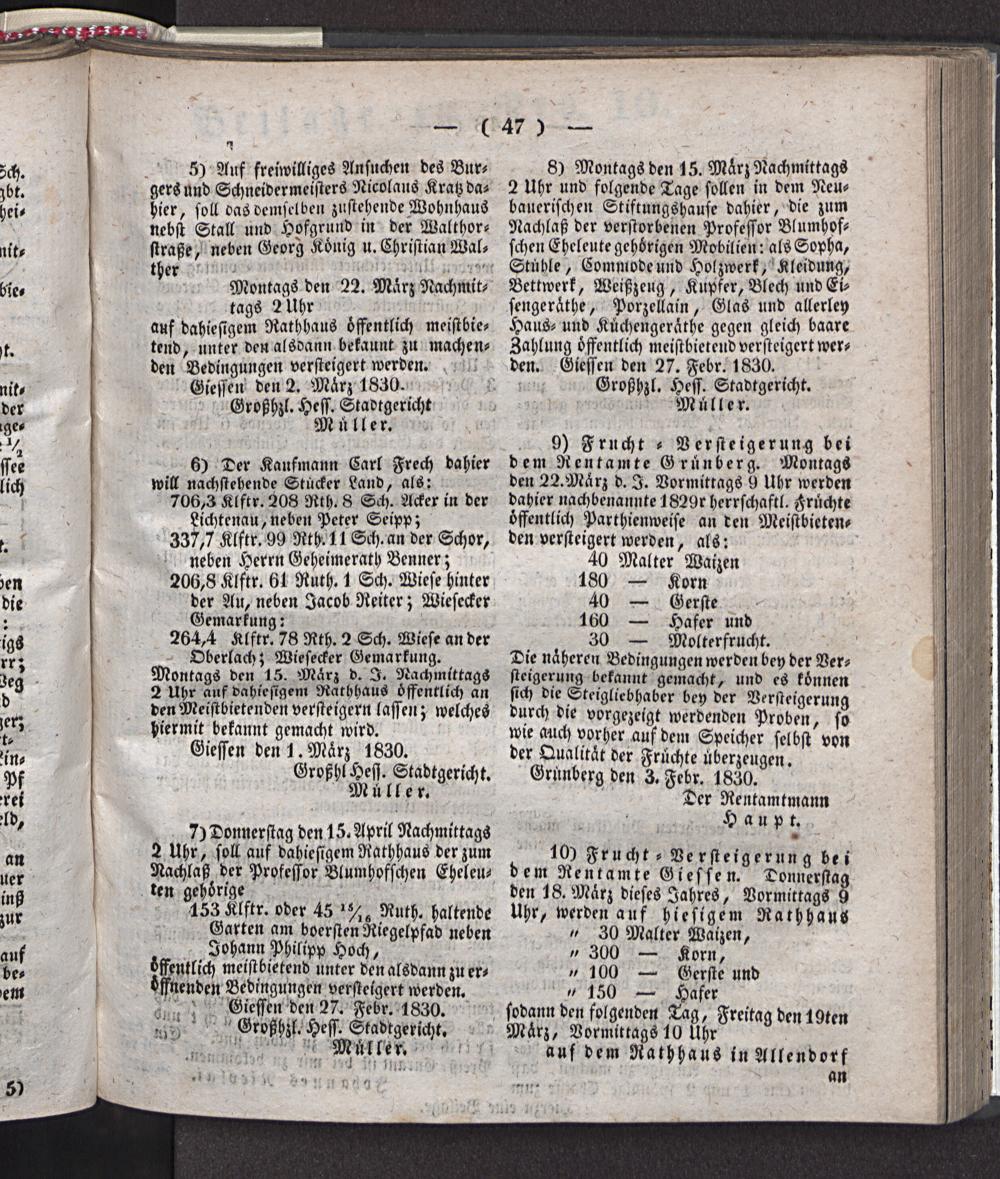 — ( 47 ) —
5) Auf freiwilliges Ansuchen des Bur-
gers und Schneidermeisters Nicolaus Kratz da-
hier, soll das demselben zustehende Wohnhaus
nebst Stall und Hofgrund in der Walthor-
straße, neben Georg König u. Christian Wal-
ther
Montags den 22. März Nachmit-
tags 2 Uhr
auf dahiesigem Rathhaus öffentlich meistbie-
tend, unter den alsdann bekannt zu machen-
den Bedingungen versteigert werden.
Giessen den 2. März 1830.
Großhzl. Hess. Stadtgericht
Müller.
6) Der Kaufmann Carl Frech dahier
will nachstehende Stücker Land, als:
706,3 Klftr. 208 Rth. 8 Sch. Acker in der
Lichtenau, neben Peter Seipp;
337,7 Klftr. 99 Rth. 11 Sch. an der Schor,
neben Herrn Geheimerath Benner;
206,8 Klftr. 61 Ruth. 1 Sch. Wiese hinter
der Au, neben Jacob Reiter; Wiesecker
Gemarkung:
264,4 Klftr. 78 Rth. 2 Sch. Wiese an der
Oberlach; Wiesecker Gemarkung.
Montags den 15. März d. J. Nachmittags
2 Uhr auf dahiesigem Rathhaus öffentlich an
den Meistbietenden versteigern lassen; welches
hiermit bekannt gemacht wird.
Giessen den 1. März 1830.
Großhl Hess. Stadtgericht.
Müller.
7) Donnerstag den 15. April Nachmittags
2 Uhr, soll auf dahiesigem Rathhaus der zum
Nachlaß der Professor Blumhofschen Eheleu-
ten gehörige
153 Klftr. oder 45 15/16 Ruth. haltende
Garten am boersten Riegelpfad neben
Johann Philipp Hoch,
öffentlich meistbietend unter den alsdann zu er-
öffnenden Bedingungen versteigert werden.
Giessen den 27. Febr. 1830.
Großhzl. Hess. Stadtgericht.
Müller.
8) Montags den 15. März Nachmittags
2 Uhr und folgende Tage sollen in dem Neu-
bauerischen Stiftungshause dahier, die zum
Nachlaß der verstorbenen Professor Blumhof-
schen Eheleute gehörigen Mobilien: als Sopha,
Stühle, Commode und Holzwerk, Kleidung,
Bettwerk, Weißzeug, Kupfer, Blech und Ei-
sengeräthe, Porzellain, Glas und allerley
Haus- und Küchengeräthe gegen gleich baare
Zahlung öffentlich meistbietend versteigert wer-
den. Giessen den 27. Febr. 1830.
Großhzl. Hess. Stadtgericht.
Müller.
9) Frucht-Versteigerung bei
dem Rentamte Grünberg. Montags
den 22. März d. J. Vormittags 9 Uhr werden
dahier nachbenannte 1829r herrschaftl. Früchte
öffentlich Parthienweise an den Meistbieten-
den versteigert werden, als:
40 Malter Waizen
180 — Korn
40 — Gerste
160 — Hafer und
30 — Molterfrucht.
Die näheren Bedingungen werden bey der Ver-
steigerung bekannt gemacht, und es können
sich die Steigliebhaber bey der Versteigerung
durch die vorgezeigt werdenden Proben, so
wie auch vorher auf dem Speicher selbst von
der Qualität der Früchte überzeugen.
Grünberg den 3. Febr. 1830.
Der Rentamtmann
Haupt.
10) Frucht-Versteigerung bei
dem Rentamte Giessen. Donnerstag
den 18. März dieses Jahres, Vormittags 9
Uhr, werden auf hiesigem Rathhaus
„ 30 Malter Waizen,
„ 300 — Korn,
„ 100 — Gerste und
„ 150 — Hafer
sodann den folgenden Tag, Freitag den 19ten
März, Vormittags 10 Uhr
auf dem Rathhaus in Allendorf
an